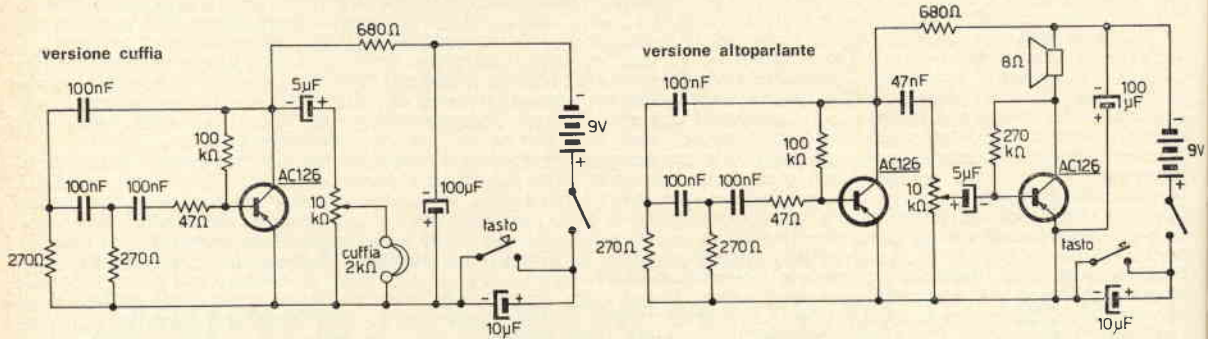 versione cuffia
680Ω
100nF
5µF
- +
100
kΩ
AC126
100nF
100nF
47Ω
10
kΩ
270Ω
270Ω
cuffia
2kΩ
-
100µF
+
-
9V
+
tasto
- +
10µF
versione altoparlante
680Ω
8Ω
100nF
47nF
-
100
µF
+
100
kΩ
270
kΩ
AC126
AC126
-
9V
+
100nF
100nF
47Ω
10
kΩ
5µF
+ -
270Ω
270Ω
tasto
- +
10µF